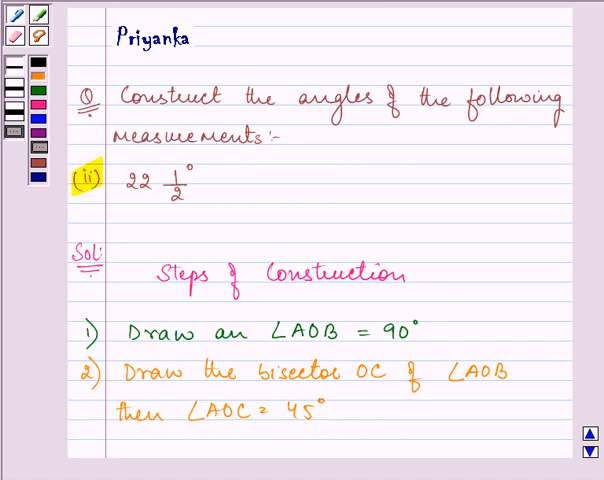 Priyanka
Q Construct the angles of the following
measurements:-
(ii) 22 1/2°
Sol:
Steps of Construction
1) Draw an ∠AOB = 90°
2) Draw the bisector OC of ∠AOB
then ∠AOC = 45°